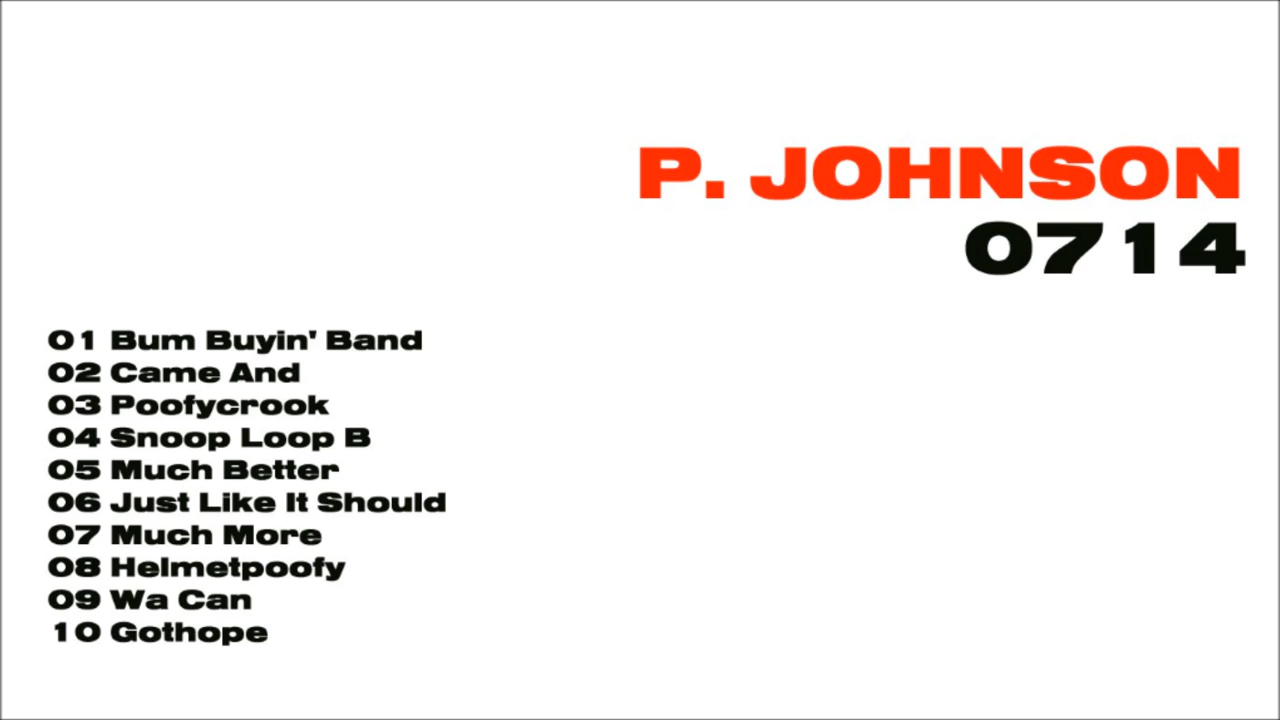 P. JOHNSON
0714
01 Bum Buyin' Band
02 Came And
03 Poofycrook
04 Snoop Loop B
05 Much Better
06 Just Like It Should
07 Much More
08 Helmetpoofy
09 Wa Can
10 Gothope